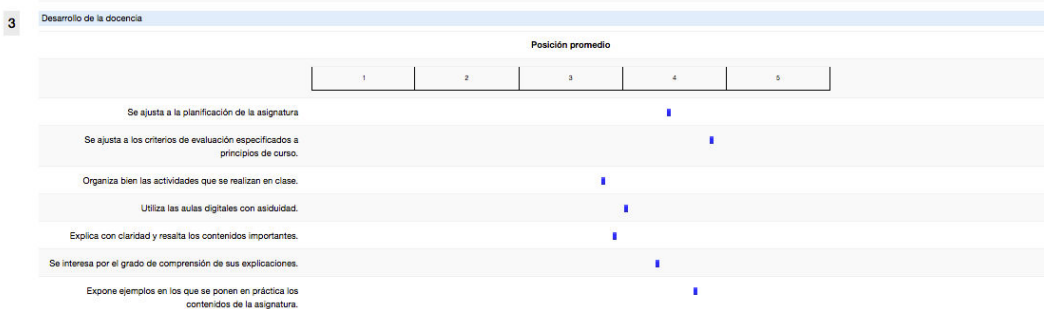 3
Desarrollo de la docencia
Posición promedio
1 2 3 4 5
Se ajusta a la planificación de la asignatura
Se ajusta a los criterios de evaluación especificados a
principios de curso.
Organiza bien las actividades que se realizan en clase.
Utiliza las aulas digitales con asiduidad.
Explica con claridad y resalta los contenidos importantes.
Se interesa por el grado de comprensión de sus explicaciones.
Expone ejemplos en los que se ponen en práctica los
contenidos de la asignatura.